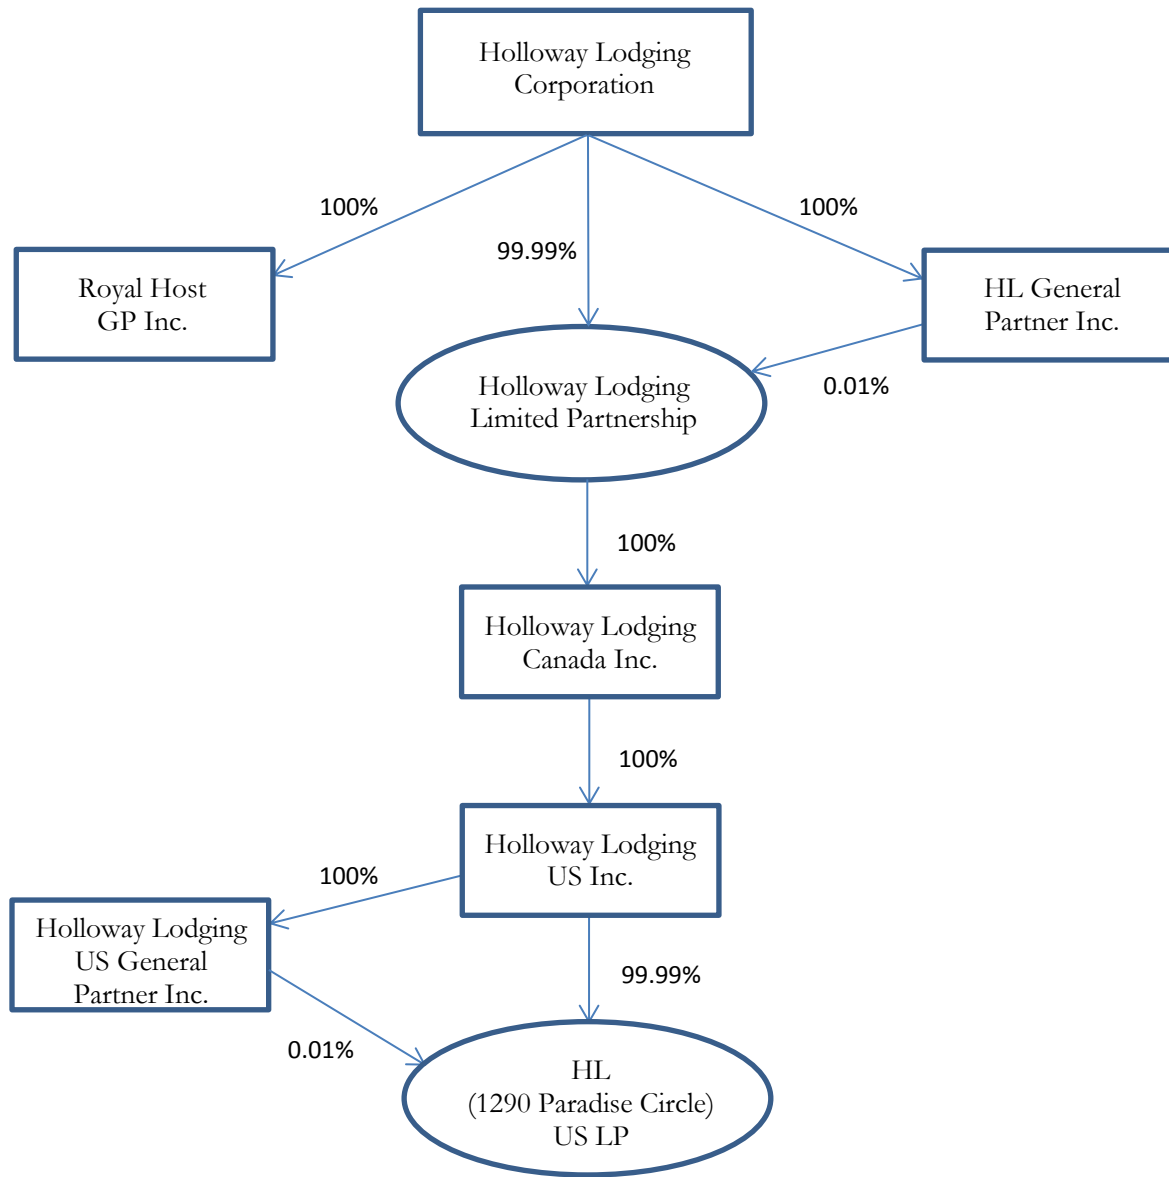 Holloway Lodging
Corporation
100%
99.99%
100%
Royal Host
GP Inc.
HL General
Partner Inc.
Holloway Lodging
Limited Partnership
0.01%
100%
Holloway Lodging
Canada Inc.
100%
Holloway Lodging
US Inc.
100%
Holloway Lodging
US General
Partner Inc.
99.99%
0.01%
HL
(1290 Paradise Circle)
US LP